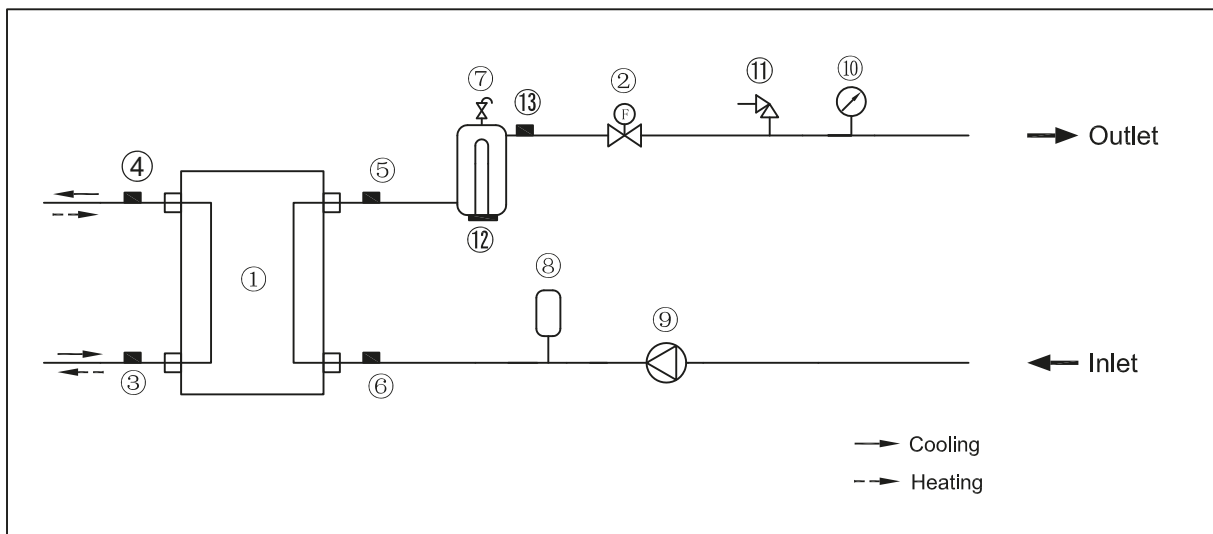 ⑦
⑬
②
⑪
⑩
F
Outlet
④
⑤
⑫
①
⑧
⑨
Inlet
③
⑥
Cooling
Heating